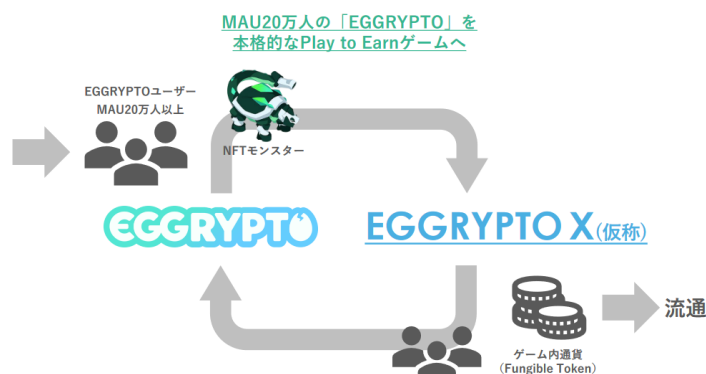 MAU20万人の「EGGRYPTO」を
本格的なPlay to Earnゲームへ
EGGRYPTOユーザー
MAU20万人以上
NFTモンスター
EGGRYPTO
EGGRYPTO X(仮称)
流通
ゲーム内通貨
（Fungible Token）